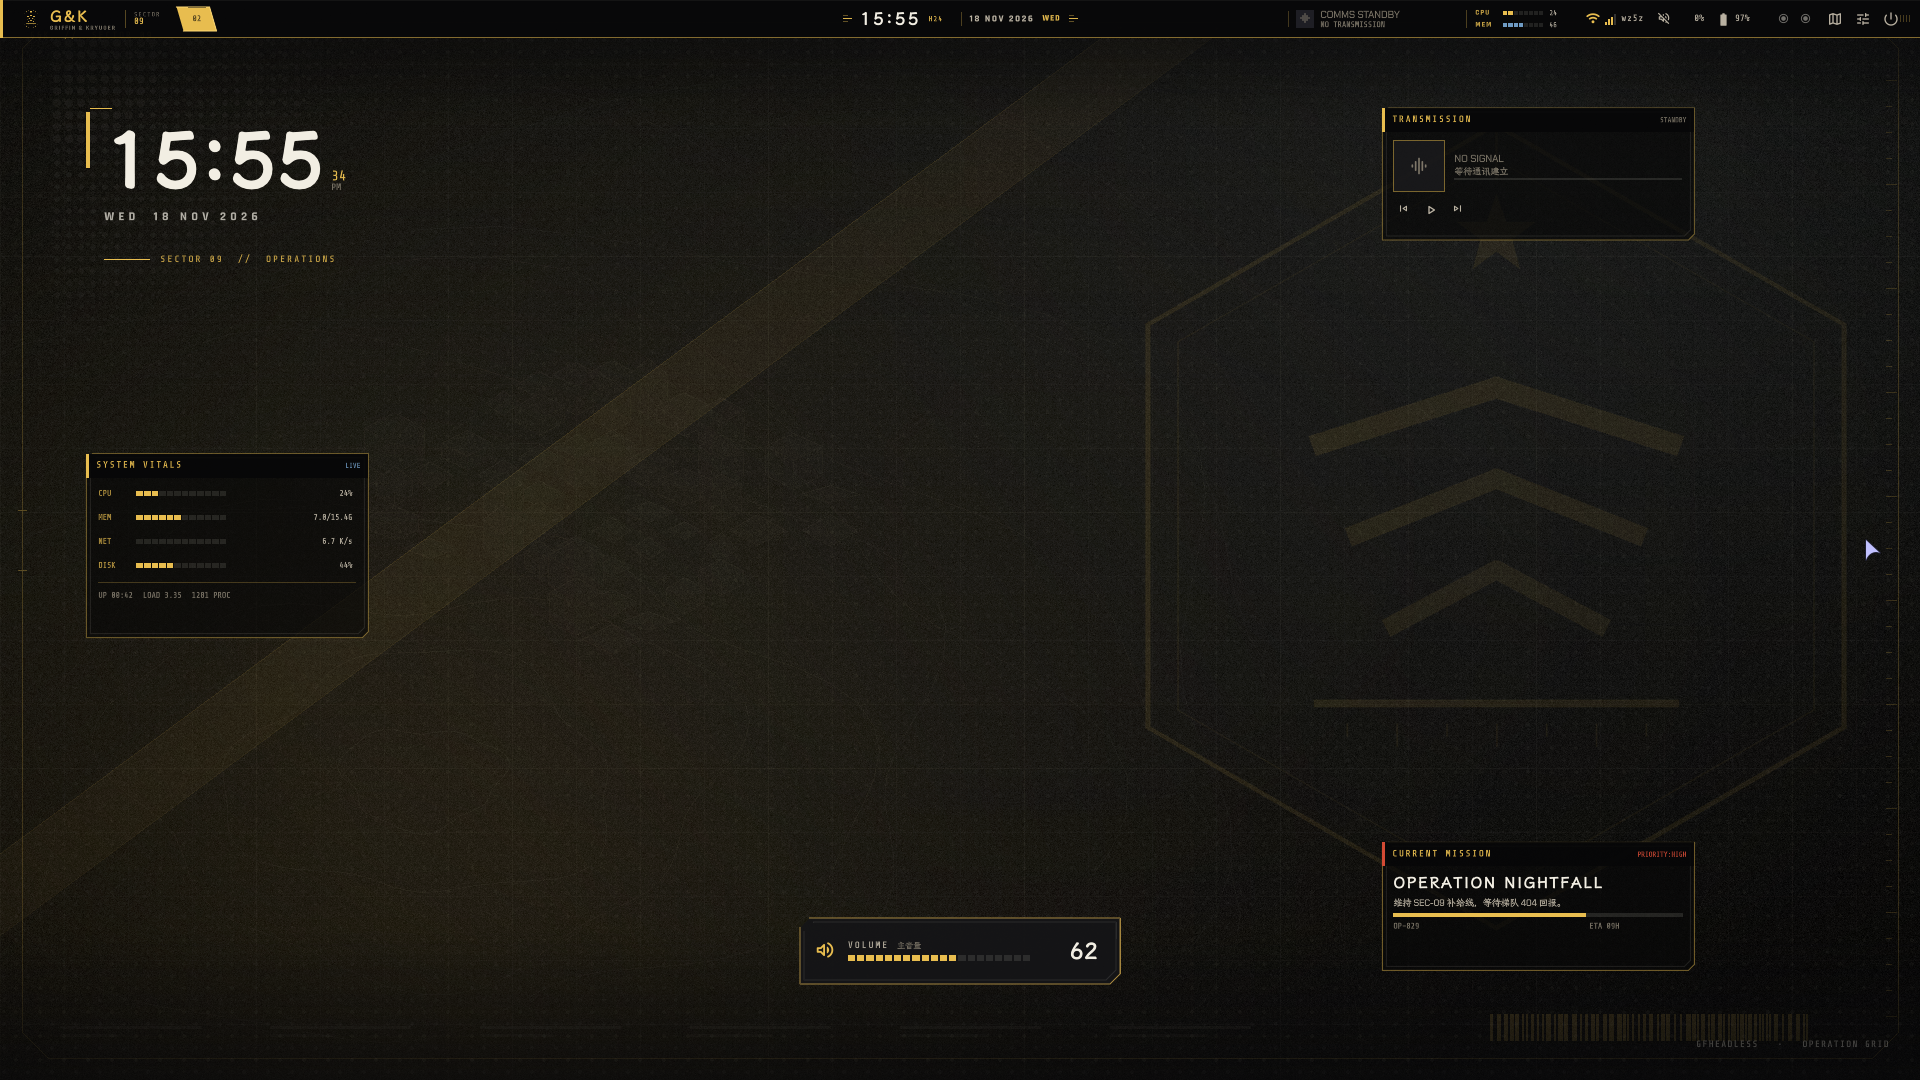 G&K
GRIFFIN & KRYUGER
SECTOR
09
02
15:55 H24
18 NOV 2026 WED
COMMS STANDBY
NO TRANSMISSION
CPU 24
MEM 46
wz5z
0%
97%
15:55
34
PM
WED 18 NOV 2026
SECTOR 09 // OPERATIONS
TRANSMISSION STANDBY
NO SIGNAL
等待通讯建立
SYSTEM VITALS LIVE
CPU 24%
MEM 7.0/15.4G
NET 6.7 K/s
DISK 44%
UP 00:42 LOAD 3.35 1201 PROC
CURRENT MISSION PRIORITY:HIGH
OPERATION NIGHTFALL
维持 SEC-09 补给线，等待梯队 404 回报。
OP-029 ETA 09H
VOLUME 主音量
62
GFHEADLESS · OPERATION GRID